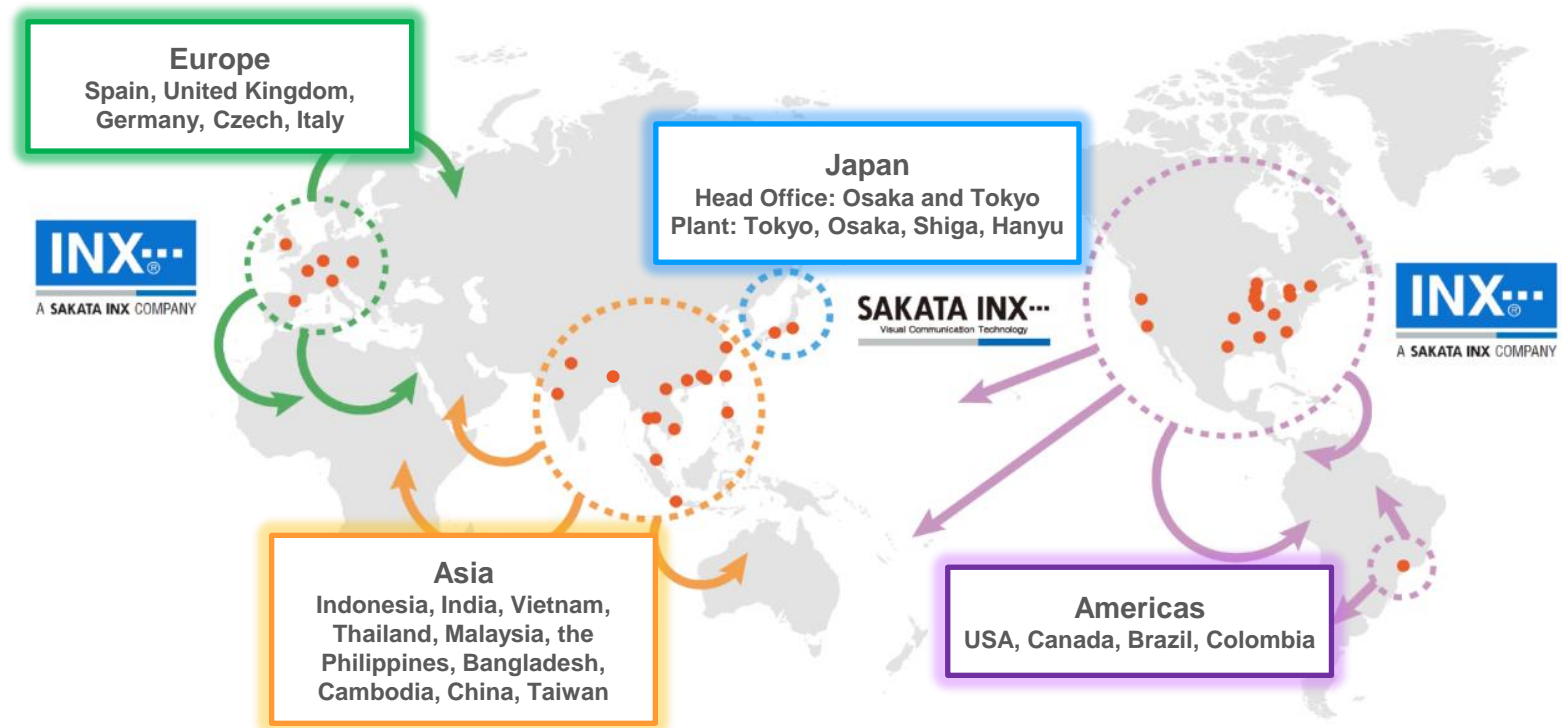 Europe
Spain, United Kingdom,
Germany, Czech, Italy
Japan
Head Office: Osaka and Tokyo
Plant: Tokyo, Osaka, Shiga, Hanyu
INX
®
A SAKATA INX COMPANY
SAKATA INX
Visual Communication Technology
INX
®
A SAKATA INX COMPANY
Asia
Indonesia, India, Vietnam,
Thailand, Malaysia, the
Philippines, Bangladesh,
Cambodia, China, Taiwan
Americas
USA, Canada, Brazil, Colombia